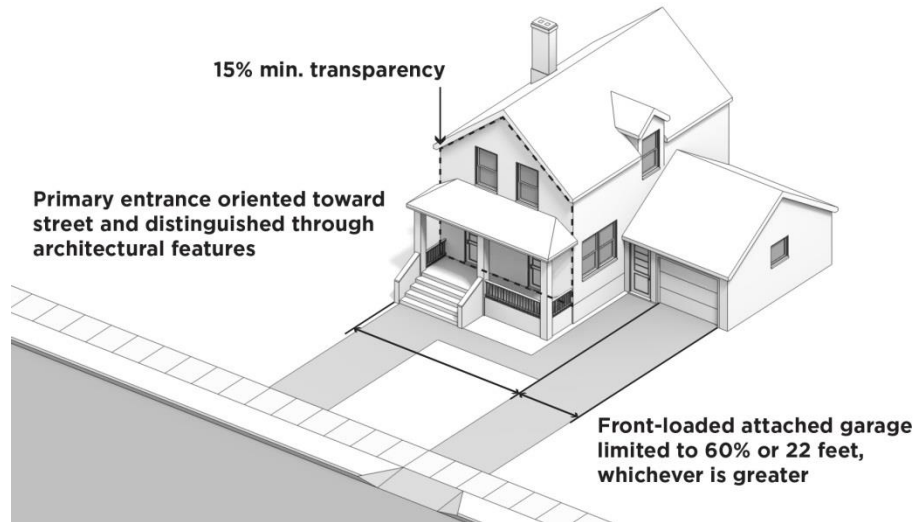 15% min. transparency
Primary entrance oriented toward
street and distinguished through
architectural features
Front-loaded attached garage
limited to 60% or 22 feet,
whichever is greater